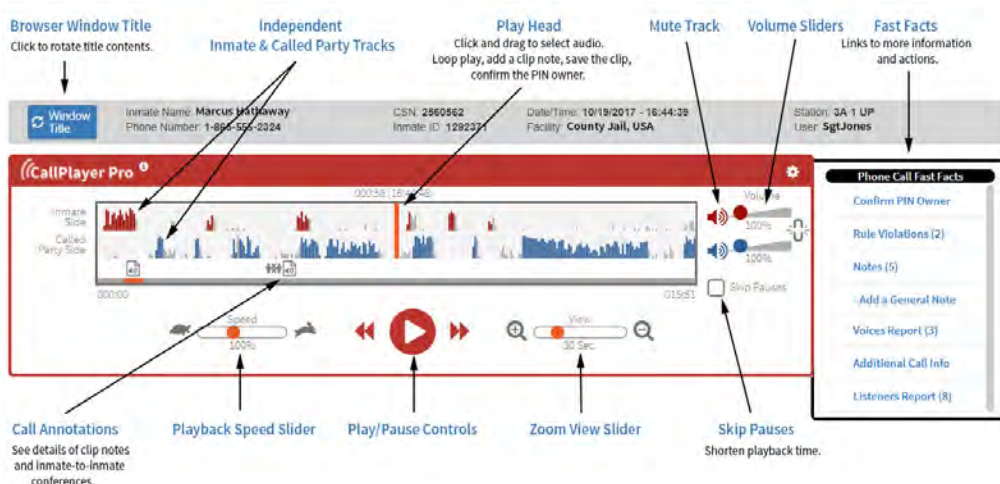 Browser Window Title
Click to rotate title contents.
Independent
Inmate & Called Party Tracks
Play Head
Click and drag to select audio.
Loop play, add a clip note, save the clip,
confirm the PIN owner.
Mute Track
Volume Sliders
Fast Facts
Links to more information
and actions.
Window
Title
Inmate Name: Marcus Hathaway
Phone Number: 1-865-555-2324
CSN: 2560562
Inmate ID: 1292371
Date/Time: 10/19/2017 - 16:44:39
Facility: County Jail, USA
Station: 3A 1 UP
User: SgtJones
CallPlayer Pro
Phone Call Fast Facts
Confirm PIN Owner
Rule Violations (2)
Notes (5)
-Add a General Note
Voices Report (3)
Additional Call Info
Listeners Report (8)
Inmate
Side
Called
Party Side
Volume
100%
100%
000:00
015:51
Skip Pauses
Speed
100%
View
30 Sec
Call Annotations
See details of clip notes
and inmate-to-inmate
conferences.
Playback Speed Slider
Play/Pause Controls
Zoom View Slider
Skip Pauses
Shorten playback time.